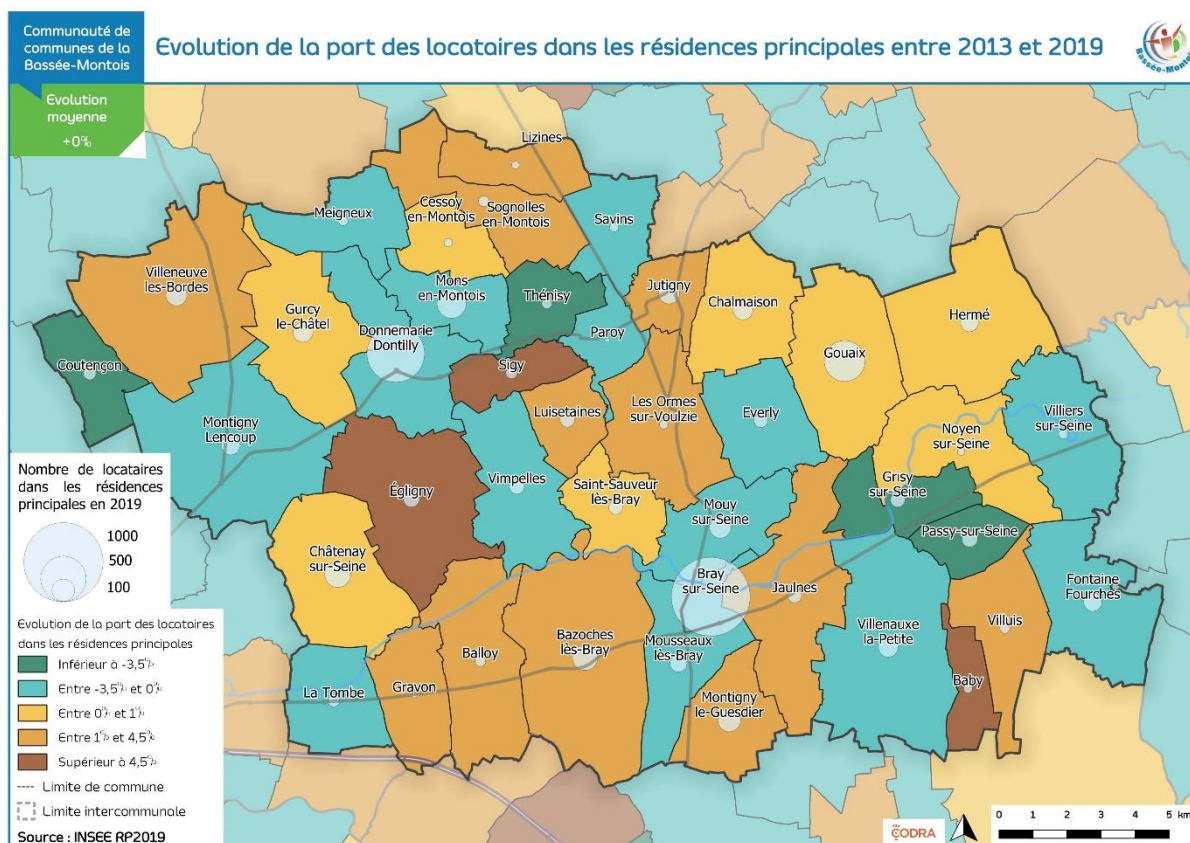 Communauté de
communes de la
Bassée-Montois
Evolution de la part des locataires dans les résidences principales entre 2013 et 2019
Bassée-Montois
Evolution
moyenne
+0%
Lizines
Meigneux
Cessoy
en-Montois
Sognolles
en-Montois
Savins
Villeneuve
les-Bordes
Gurcy
le-Châtel
Mons
en-Montois
Thénisy
Jutigny
Chalmaison
Hermé
Donnemarie
Dontilly
Paroy
Gouaix
Coutençon
Sigy
Montigny
Lencoup
Luisetaines
Les Ormes
sur-Voulzie
Everly
Noyen
sur-Seine
Villiers
sur-Seine
Égligny
Vimpelles
Saint-Sauveur
lès-Bray
Grisy
sur-Seine
Mouy
sur-Seine
Passy-sur-Seine
Châtenay
sur-Seine
Bray
sur-Seine
Jaulnes
Fontaine
Fourches
Villenauxe
la-Petite
Villuis
Bazoches
lès-Bray
Mousseaux
lès-Bray
Balloy
La Tombe
Gravon
Montigny
le-Guesdier
Baby
Nombre de locataires
dans les résidences
principales en 2019
1000
500
100
Evolution de la part des locataires
dans les résidences principales
Inférieur à -3,5%
Entre -3,5% et 0%
Entre 0% et 1%
Entre 1% et 4,5%
Supérieur à 4,5%
Limite de commune
Limite intercommunale
Source : INSEE RP2019
CODRA
0 1 2 3 4 5 km